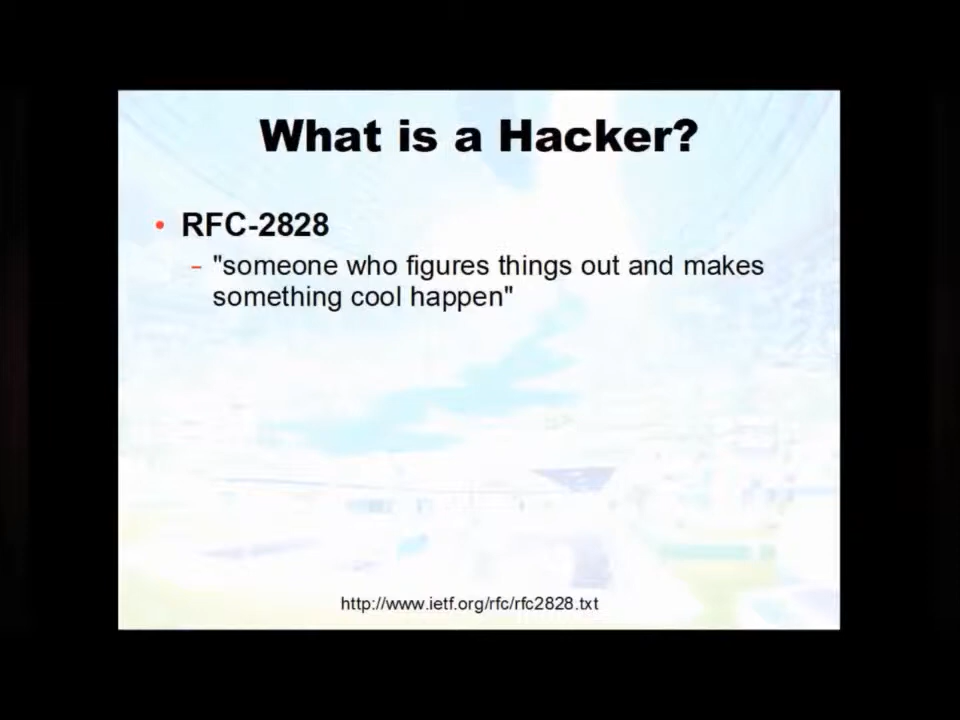 What is a Hacker?
• RFC-2828
– "someone who figures things out and makes
something cool happen"
http://www.ietf.org/rfc/rfc2828.txt